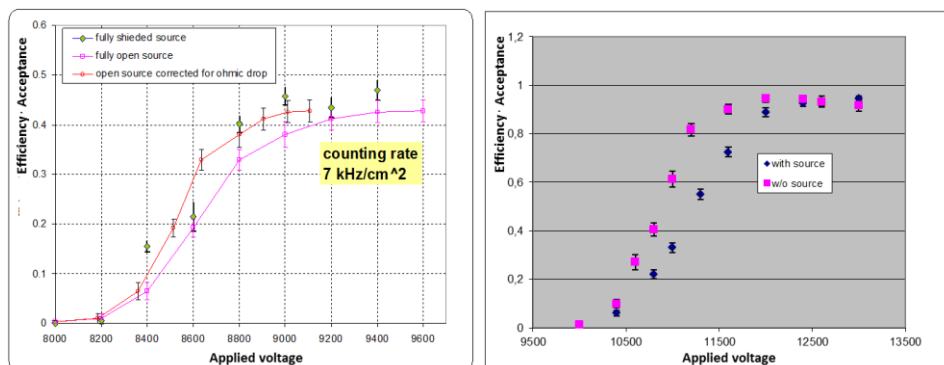 0.6
0.5
0.4
0.3
0.2
0.1
0
Efficiency · Acceptance
fully shieded source
fully open source
open source corrected for ohmic drop
counting rate
7 kHz/cm^2
8000 8200 8400 8600 8800 9000 9200 9400 9600
Applied voltage
1,2
1
0,8
0,6
0,4
0,2
0
Efficiency · Acceptance
with source
w/o source
9500 10500 11500 12500 13500
Applied voltage